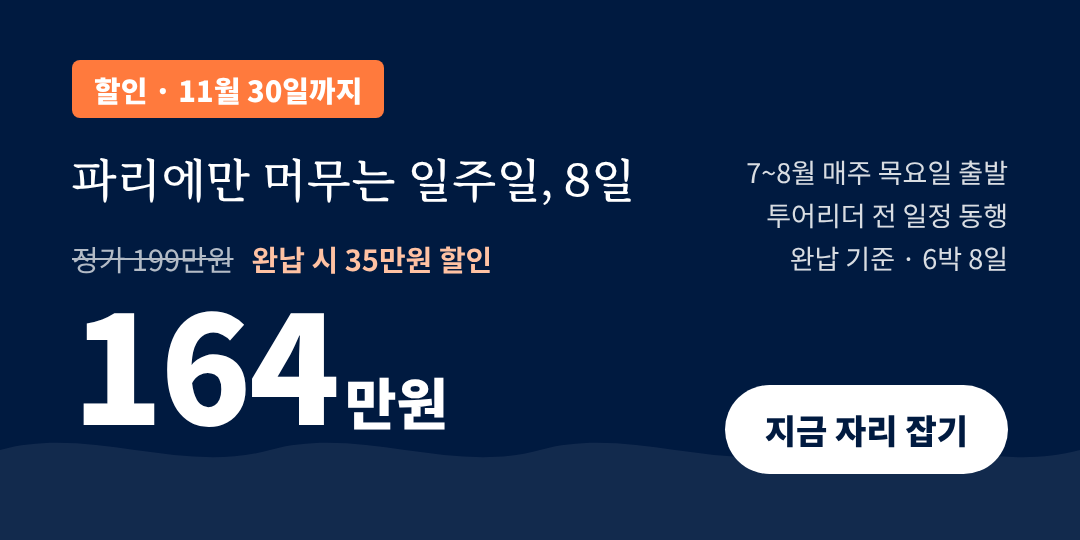 할인 · 11월 30일까지
파리에만 머무는 일주일, 8일
정가 199만원 완납 시 35만원 할인
164만원
7~8월 매주 목요일 출발
투어리더 전 일정 동행
완납 기준 · 6박 8일
지금 자리 잡기